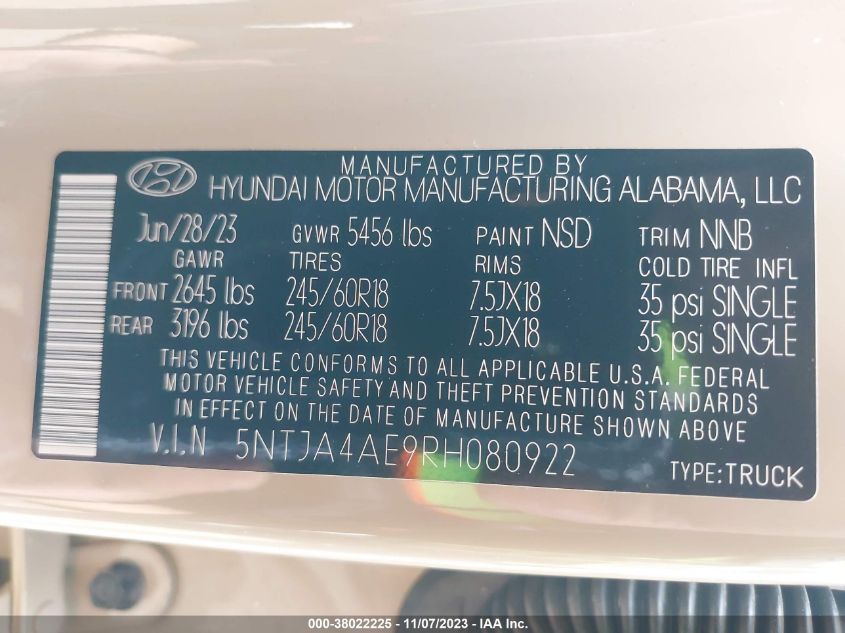 MANUFACTURED BY
HYUNDAI MOTOR MANUFACTURING ALABAMA, LLC
Jun/28/23 GVWR 5456 lbs PAINT NSD TRIM NNB
GAWR TIRES RIMS COLD TIRE INFL
FRONT 2645 lbs 245/60R18 7.5JX18 35 psi SINGLE
REAR 3196 lbs 245/60R18 7.5JX18 35 psi SINGLE
THIS VEHICLE CONFORMS TO ALL APPLICABLE U.S.A. FEDERAL
MOTOR VEHICLE SAFETY AND THEFT PREVENTION STANDARDS
IN EFFECT ON THE DATE OF MANUFACTURE SHOWN ABOVE
V.I.N 5NTJA4AE9RH080922 TYPE:TRUCK
000-38022225 - 11/07/2023 - IAA Inc.